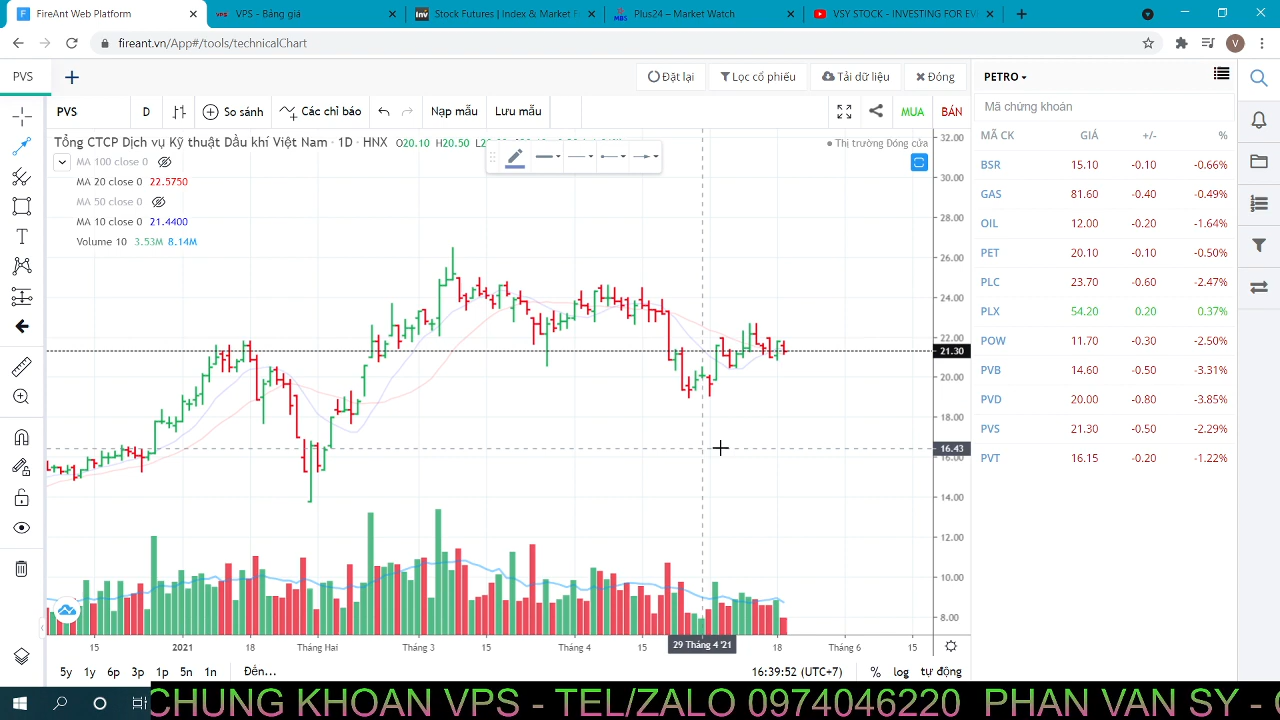 FireAnt Web Platform
VPS - Bảng giá
Stock Futures | Index & Market F
MBS Plus24 – Market Watch
VSY STOCK - INVESTING FOR EV
fireant.vn/App#/tools/technicalChart
V
PVS
Đặt lại
Lọc cổ phiếu
Tải dữ liệu
Đóng
PETRO
PVS
D
So sánh
Các chỉ báo
Nạp mẫu
Lưu mẫu
MUA
BÁN
Mã chứng khoán
Tổng CTCP Dịch vụ Kỹ thuật Dầu khí Việt Nam · 1D · HNX O20.10 H20.50
Thị trường Đóng cửa
MA 100 close 0
MA 20 close 0 22.5750
MA 50 close 0
MA 10 close 0 21.4400
Volume 10 3.53M 8.14M
32.00
30.00
28.00
26.00
24.00
22.00
21.30
20.00
18.00
16.43
16.00
14.00
12.00
10.00
8.00
MÃ CK GIÁ +/- %
BSR 15.10 -0.10 -0.66%
GAS 81.60 -0.40 -0.49%
OIL 12.00 -0.20 -1.64%
PET 20.10 -0.10 -0.50%
PLC 23.70 -0.60 -2.47%
PLX 54.20 0.20 0.37%
POW 11.70 -0.30 -2.50%
PVB 14.60 -0.50 -3.31%
PVD 20.00 -0.80 -3.85%
PVS 21.30 -0.50 -2.29%
PVT 16.15 -0.20 -1.22%
15 2021 18 Tháng Hai Tháng 3 15 Tháng 4 15 29 Tháng 4 '21 18 Tháng 6 15
5y 1y 6p 3p 1p 5n 1n Đến...
16:39:52 (UTC+7) % log tự động
CHUNG KHOAN VPS - TEL/ZALO 0974046220 PHAN VAN SY -